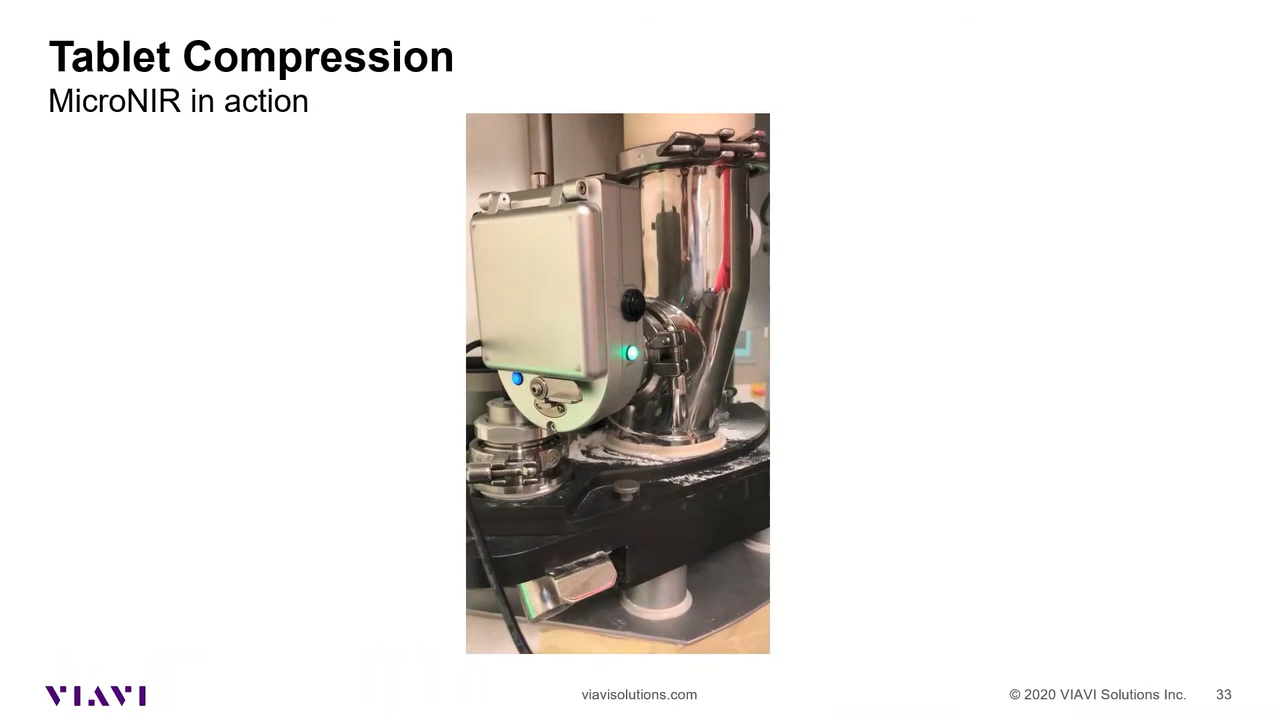 Tablet Compression
MicroNIR in action
VIAVI
viavisolutions.com
© 2020 VIAVI Solutions Inc.
33